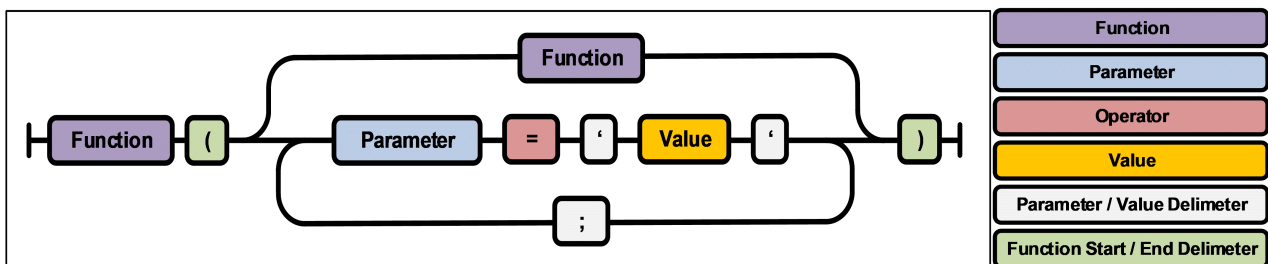 Function
Function ( Parameter = ‘ Value ‘ )
;
Function
Parameter
Operator
Value
Parameter / Value Delimeter
Function Start / End Delimeter